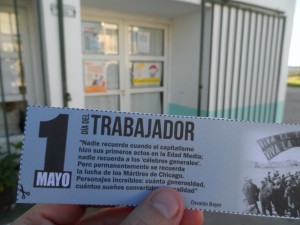 1
MAYO
DÍA DEL
TRABAJADOR
"Nadie recuerda cuando el capitalismo
hizo sus primeros actos en la Edad Media;
nadie recuerda a los 'célebres generales'.
Pero permanentemente se recuerda
la lucha de los Mártires de Chicago.
Personajes increíbles: cuánta generosidad,
cuántos sueños convertidos realidad"
Osvaldo Bayer